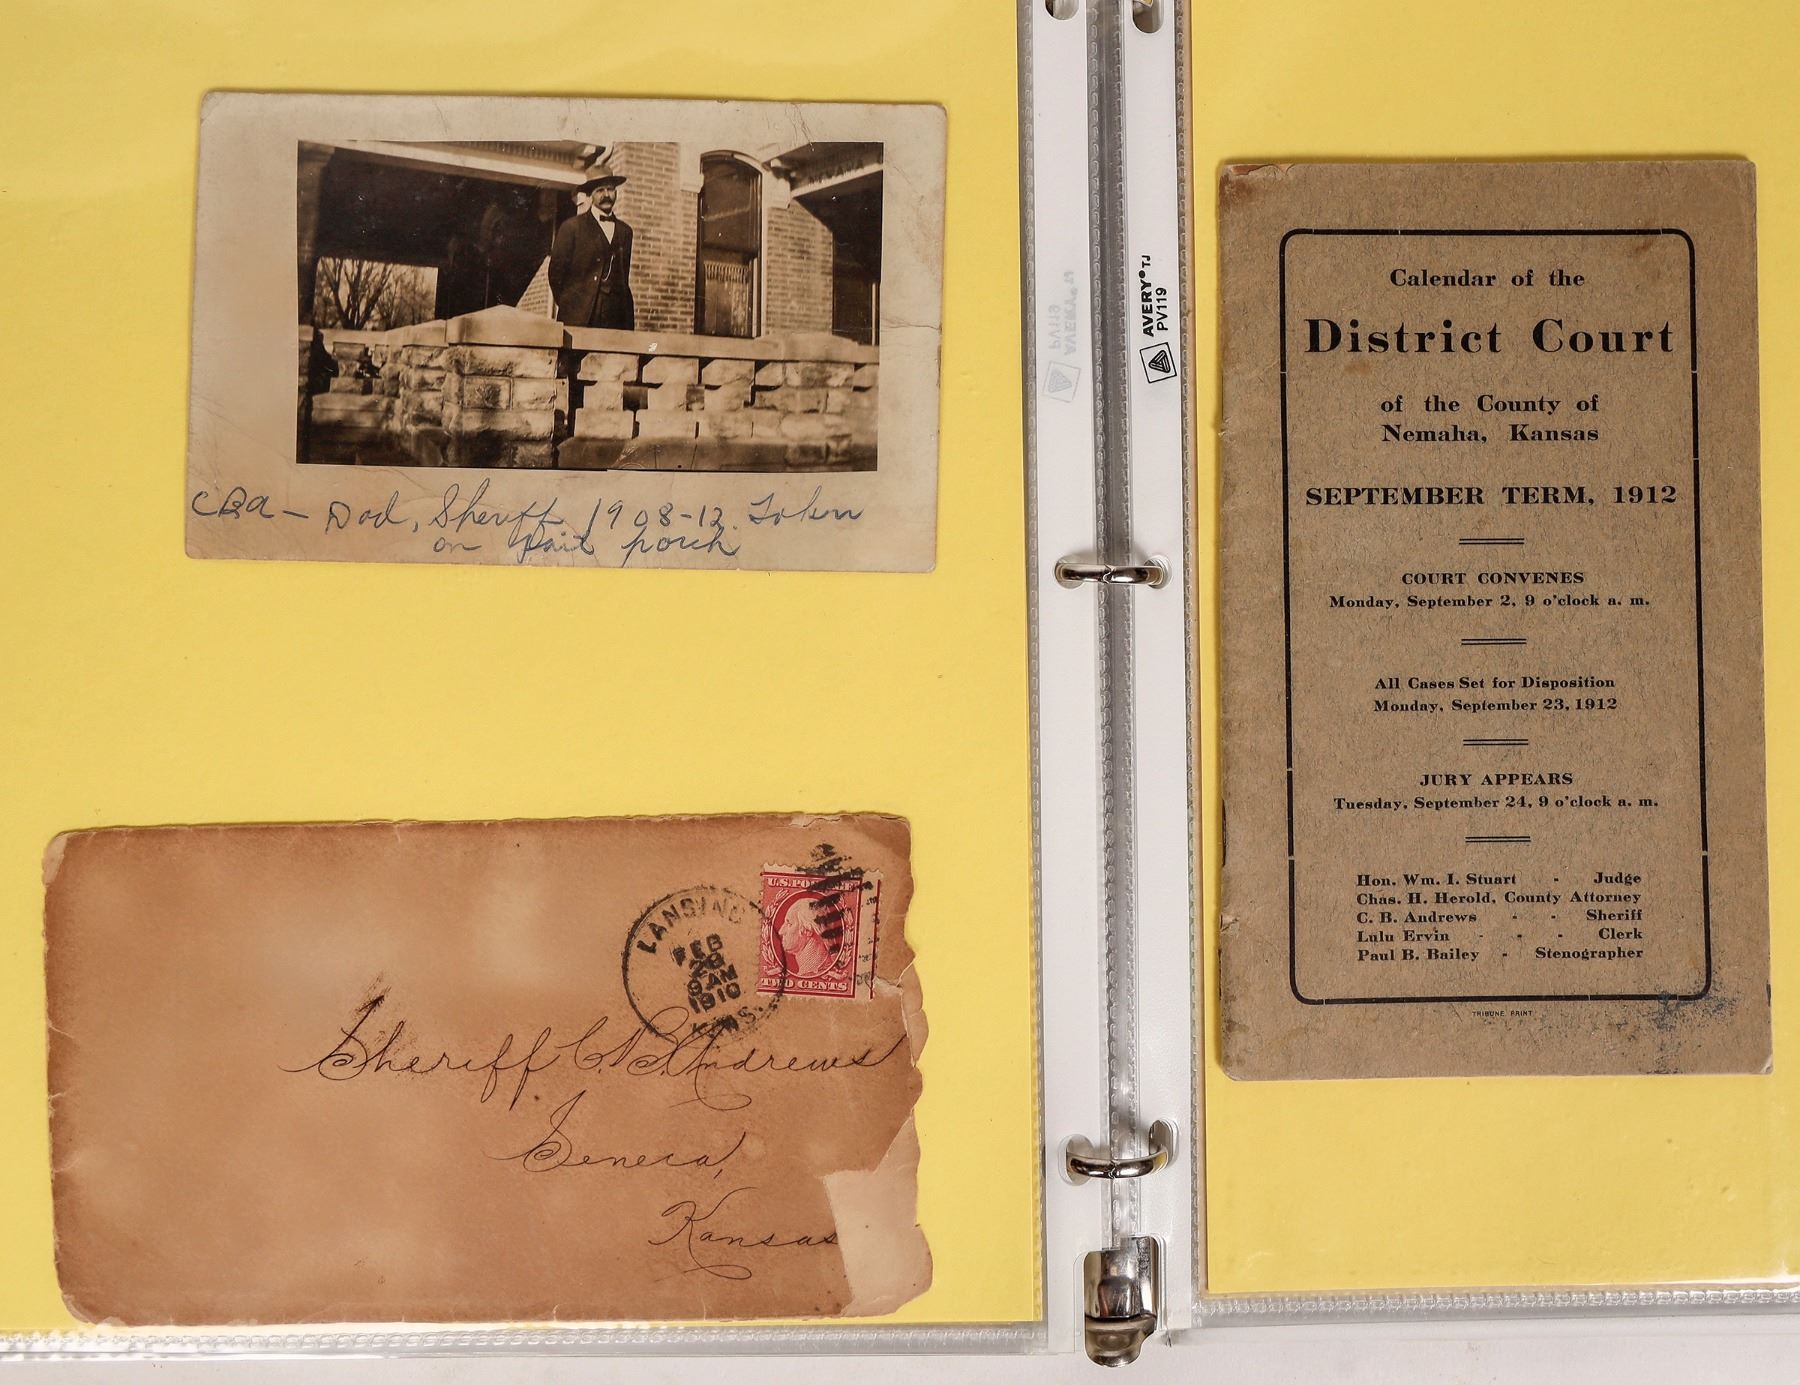 CBA – Dad, Sheriff 1908-12. Taken
on jail porch
LANSING
FEB
28
9 AM
1910
KANS.
U.S. POSTAGE
TWO CENTS
Sheriff C. B. Andrews
Seneca,
Kansas
AVERY® TJ
PV119
Calendar of the
District Court
of the County of
Nemaha, Kansas
SEPTEMBER TERM, 1912
COURT CONVENES
Monday, September 2, 9 o'clock a. m.
All Cases Set for Disposition
Monday, September 23, 1912
JURY APPEARS
Tuesday, September 24, 9 o'clock a. m.
Hon. Wm. I. Stuart - Judge
Chas. H. Herold, County Attorney
C. B. Andrews - - Sheriff
Lulu Ervin - - - Clerk
Paul B. Bailey - Stenographer
TRIBUNE PRINT